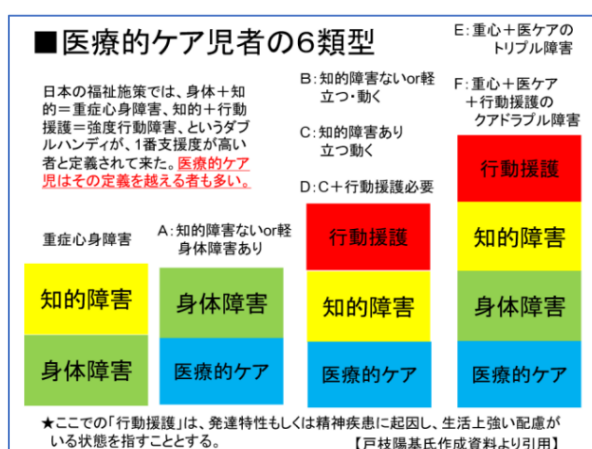 ■医療的ケア児者の6類型
日本の福祉施策では、身体+知
的=重症心身障害、知的+行動
援護=強度行動障害、というダブ
ルハンディが、1番支援度が高い
者と定義されて来た。医療的ケア
児はその定義を越える者も多い。
重症心身障害
知的障害
身体障害
A:知的障害ないor軽
身体障害あり
身体障害
医療的ケア
B:知的障害ないor軽
立つ・動く
C:知的障害あり
立つ動く
D:C+行動援護必要
行動援護
知的障害
医療的ケア
E:重心+医ケアの
トリプル障害
F:重心+医ケア
+行動援護の
クアドラブル障害
行動援護
知的障害
身体障害
医療的ケア
★ここでの「行動援護」は、発達特性もしくは精神疾患に起因し、生活上強い配慮が
いる状態を指すこととする。
【戸枝陽基氏作成資料より引用】